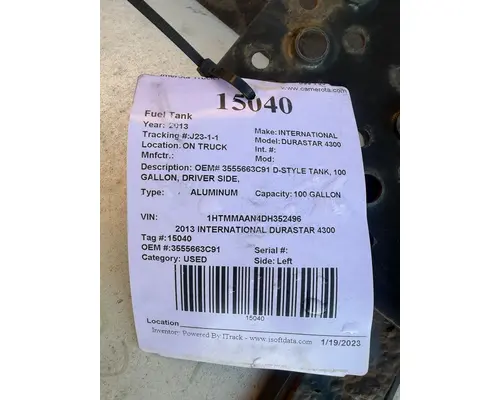 www.camerota.com
15040
Fuel Tank
Year: 2013
Make: INTERNATIONAL
Tracking #:J23-1-1
Model: DURASTAR 4300
Location: ON TRUCK
Int. #:
Mnfctr.:
Mod:
Description: OEM# 3555663C91 D-STYLE TANK, 100
GALLON, DRIVER SIDE,
Type: ALUMINUM
Capacity: 100 GALLON
VIN: 1HTMMAAN4DH352496
2013 INTERNATIONAL DURASTAR 4300
Tag #:15040
OEM #:3555663C91
Serial #:
Category: USED
Side: Left
15040
Location
Inventory Powered By ITrack - www.isoftdata.com
1/19/2023